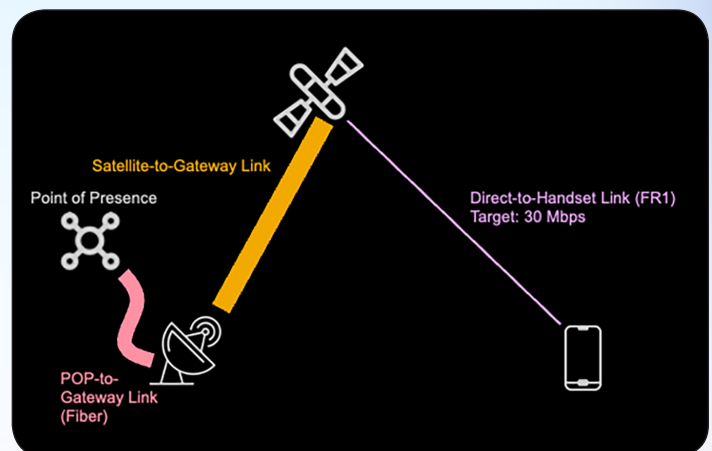 Satellite-to-Gateway Link
Point of Presence
Direct-to-Handset Link (FR1)
Target: 30 Mbps
POP-to-
Gateway Link
(Fiber)